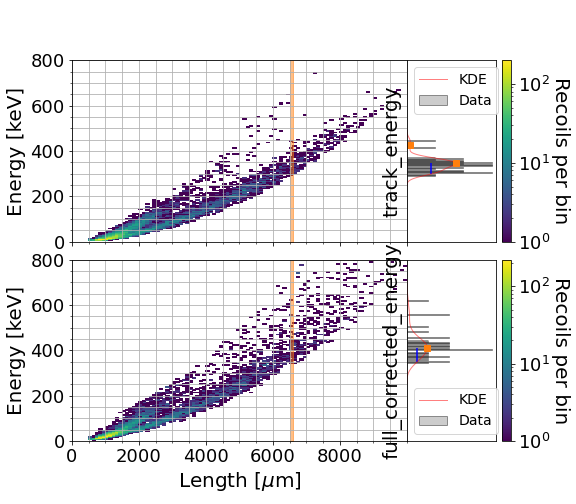 800
600
400
200
0
Energy [keV]
track_energy
KDE
Data
10²
10¹
10⁰
Recoils per bin
800
600
400
200
0
Energy [keV]
0
2000
4000
6000
8000
Length [μm]
full_corrected_energy
KDE
Data
10²
10¹
10⁰
Recoils per bin